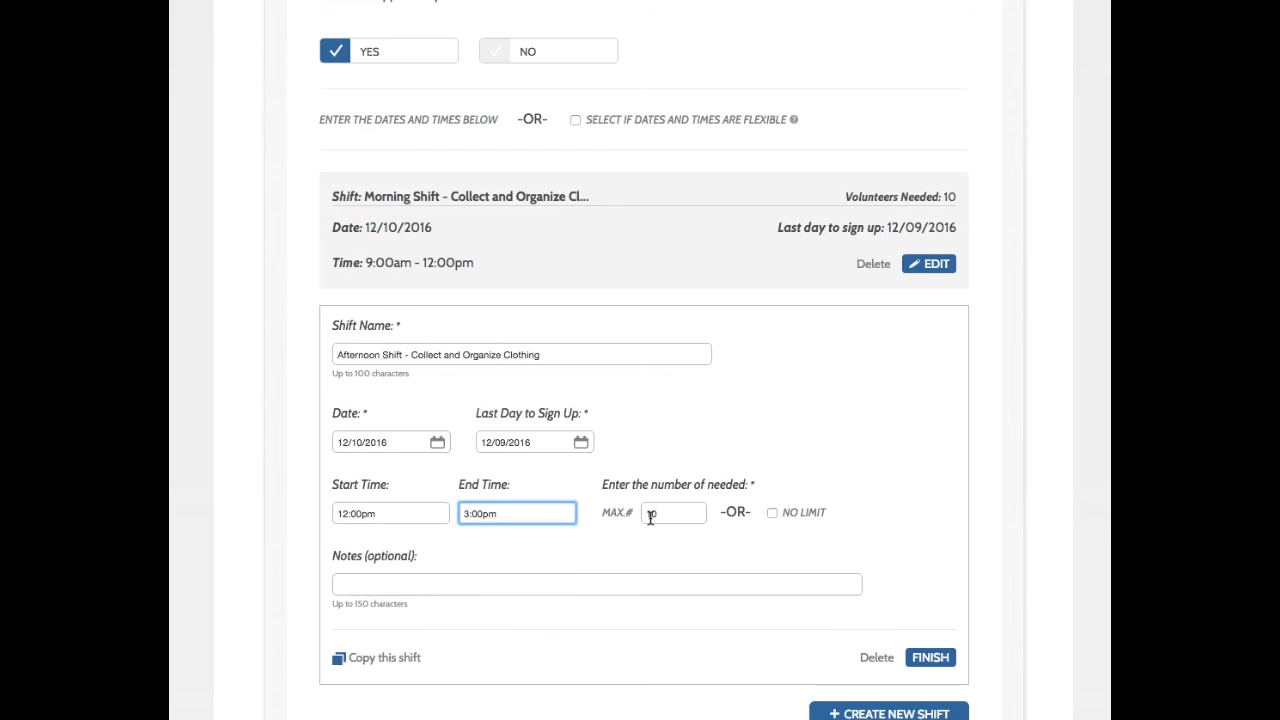 YES
NO
ENTER THE DATES AND TIMES BELOW -OR- SELECT IF DATES AND TIMES ARE FLEXIBLE ?
Shift: Morning Shift - Collect and Organize Cl... Volunteers Needed: 10
Date: 12/10/2016 Last day to sign up: 12/09/2016
Time: 9:00am - 12:00pm Delete EDIT
Shift Name: *
Afternoon Shift - Collect and Organize Clothing
Up to 100 characters
Date: * Last Day to Sign Up: *
12/10/2016 12/09/2016
Start Time: End Time: Enter the number of needed: *
12:00pm 3:00pm MAX.# 10 -OR- NO LIMIT
Notes (optional):
Up to 150 characters
Copy this shift Delete FINISH
+ CREATE NEW SHIFT